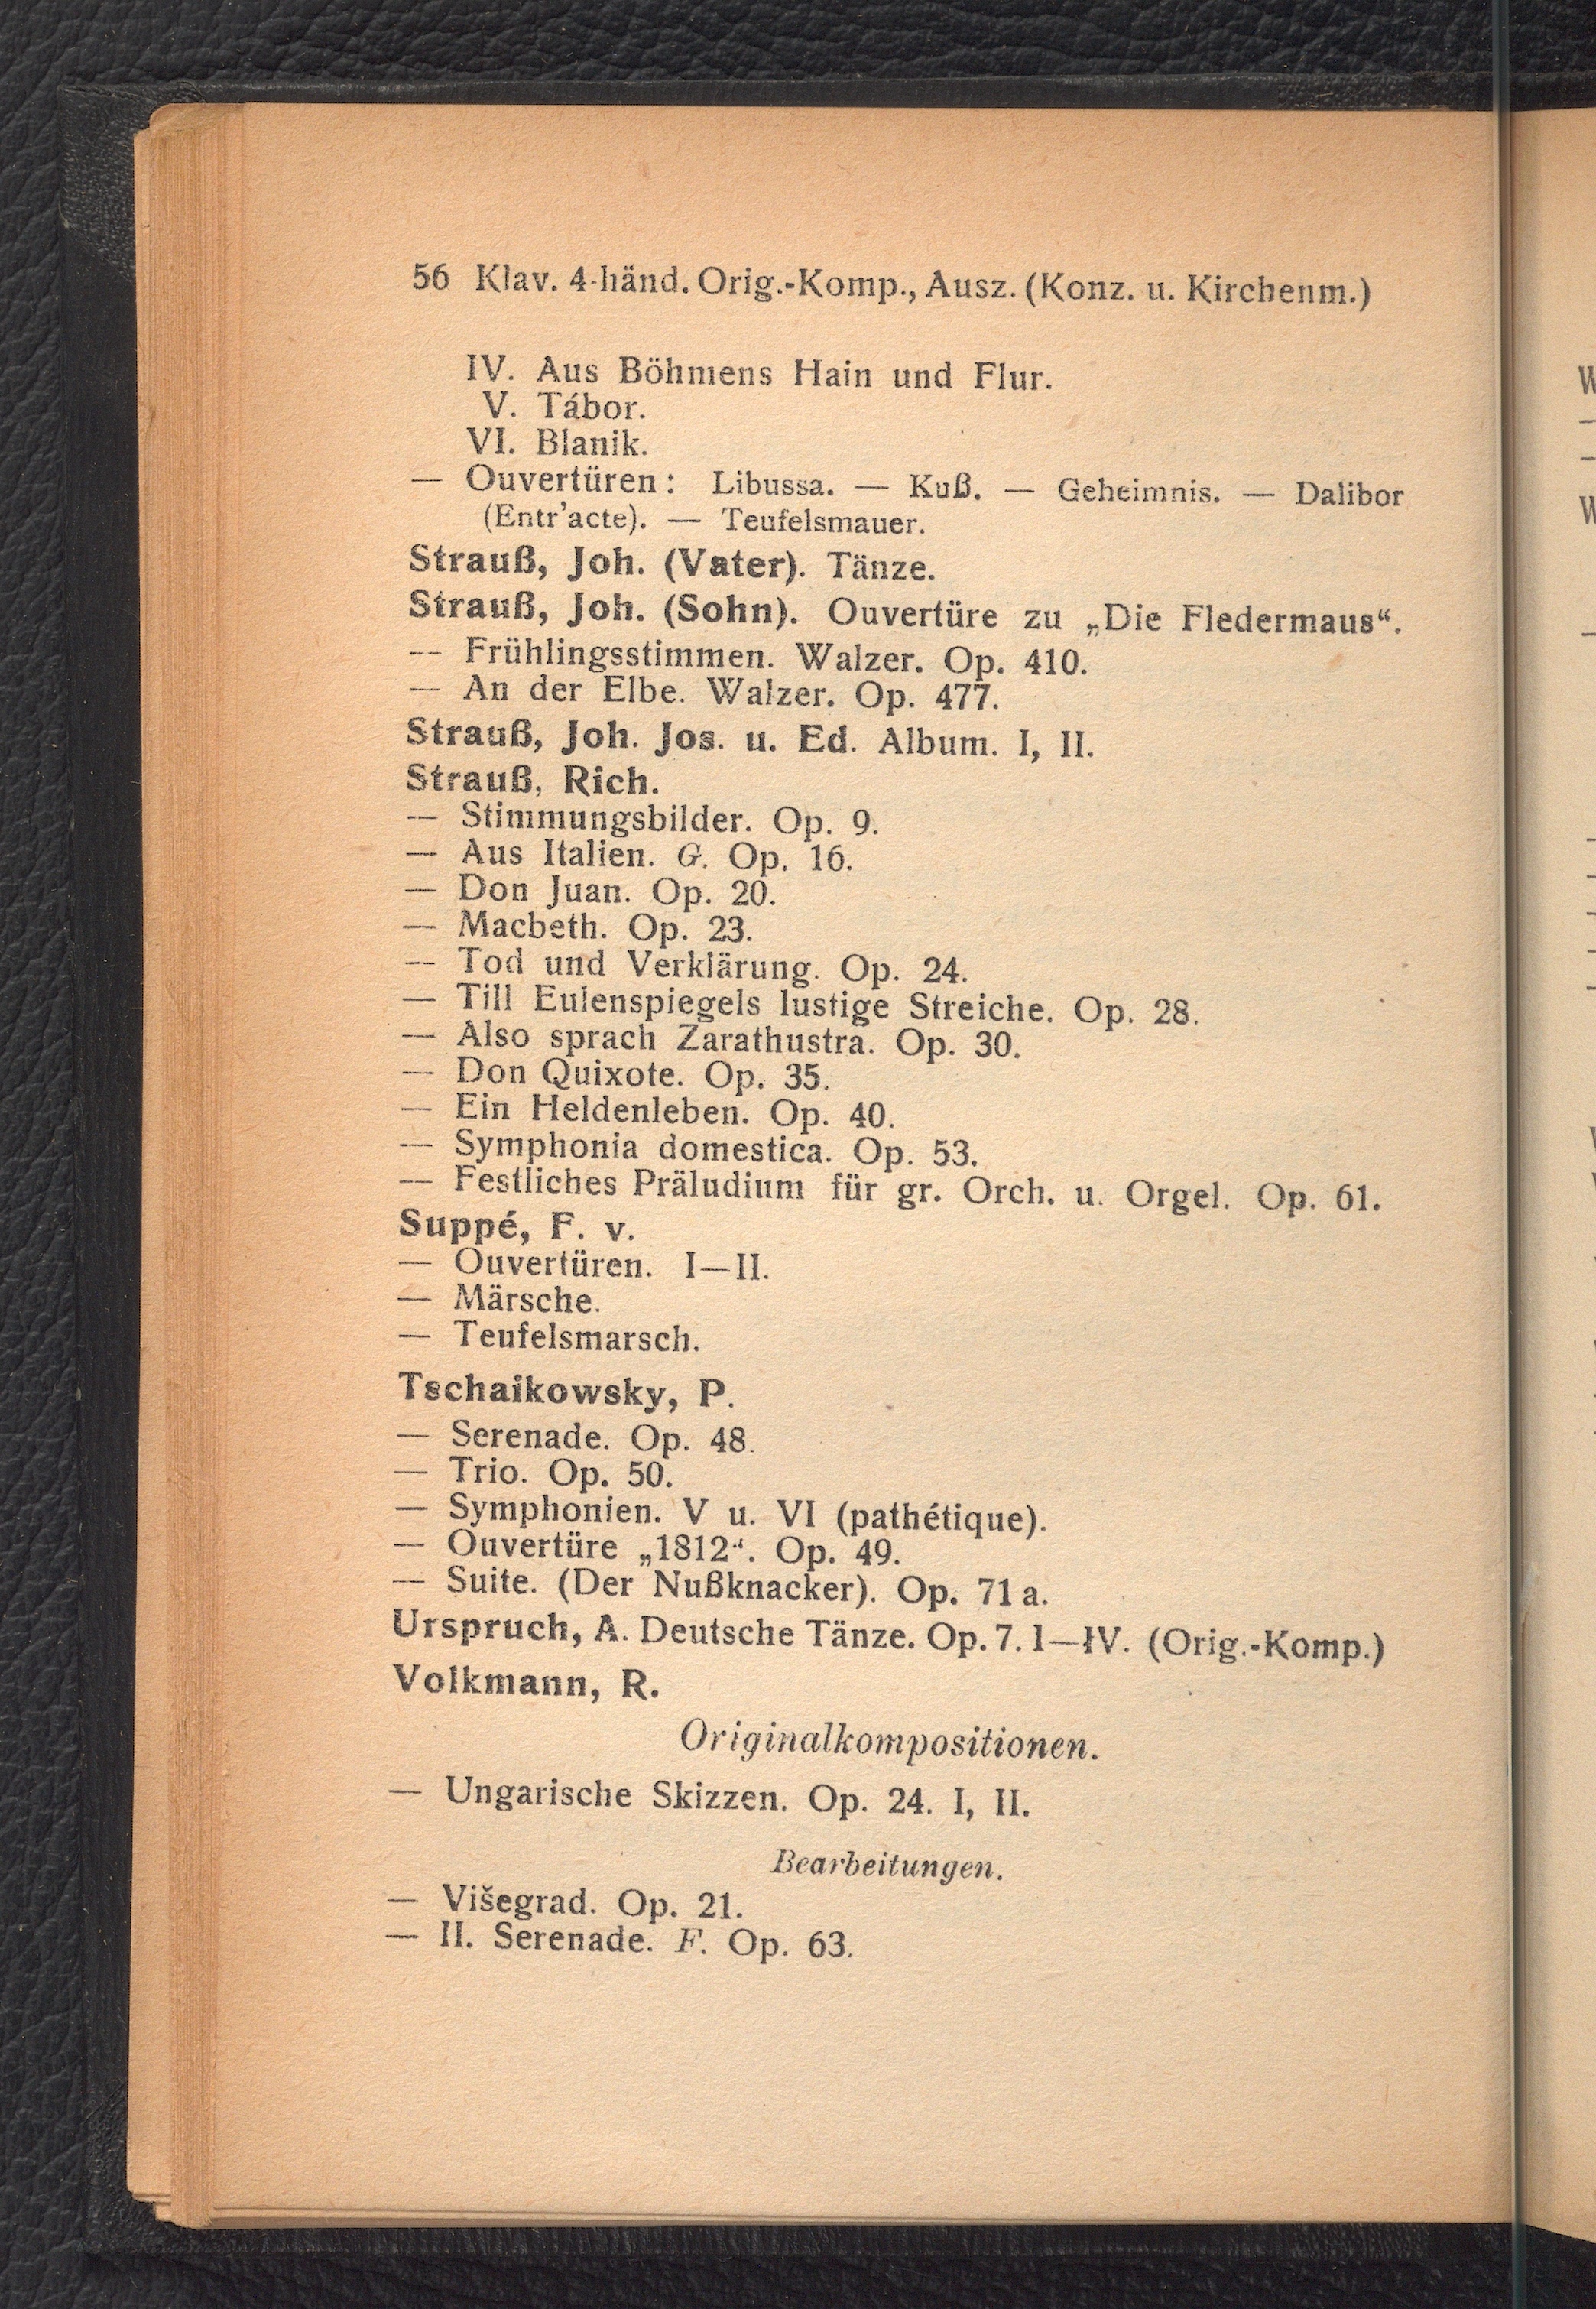 56 Klav. 4-händ. Orig.-Komp., Ausz. (Konz. u. Kirchenm.)
IV. Aus Böhmens Hain und Flur.
V. Tábor.
VI. Blanik.
— Ouvertüren: Libussa. — Kuß. — Geheimnis. — Dalibor
(Entr'acte). — Teufelsmauer.
Strauß, Joh. (Vater). Tänze.
Strauß, Joh. (Sohn). Ouvertüre zu „Die Fledermaus“.
— Frühlingsstimmen. Walzer. Op. 410.
— An der Elbe. Walzer. Op. 477.
Strauß, Joh. Jos. u. Ed. Album. I, II.
Strauß, Rich.
— Stimmungsbilder. Op. 9.
— Aus Italien. G. Op. 16.
— Don Juan. Op. 20.
— Macbeth. Op. 23.
— Tod und Verklärung. Op. 24.
— Till Eulenspiegels lustige Streiche. Op. 28.
— Also sprach Zarathustra. Op. 30.
— Don Quixote. Op. 35.
— Ein Heldenleben. Op. 40.
— Symphonia domestica. Op. 53.
— Festliches Präludium für gr. Orch. u. Orgel. Op. 61.
Suppé, F. v.
— Ouvertüren. I—II.
— Märsche.
— Teufelsmarsch.
Tschaikowsky, P.
— Serenade. Op. 48.
— Trio. Op. 50.
— Symphonien. V u. VI (pathétique).
— Ouvertüre „1812“. Op. 49.
— Suite. (Der Nußknacker). Op. 71 a.
Urspruch, A. Deutsche Tänze. Op. 7. I—IV. (Orig.-Komp.)
Volkmann, R.
Originalkompositionen.
— Ungarische Skizzen. Op. 24. I, II.
Bearbeitungen.
— Višegrad. Op. 21.
— II. Serenade. F. Op. 63.